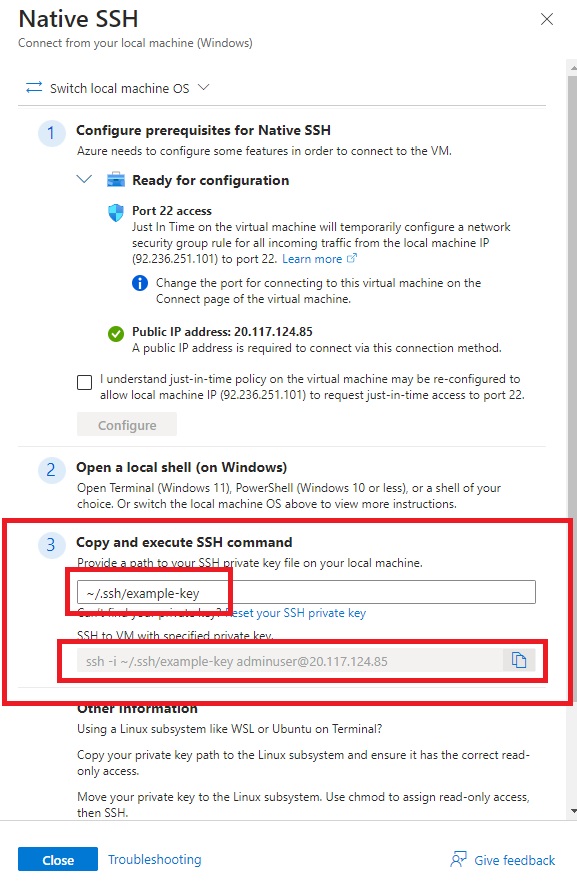 Native SSH
Connect from your local machine (Windows)
Switch local machine OS
1
Configure prerequisites for Native SSH
Azure needs to configure some features in order to connect to the VM.
Ready for configuration
Port 22 access
Just In Time on the virtual machine will temporarily configure a network
security group rule for all incoming traffic from the local machine IP
(92.236.251.101) to port 22. Learn more
Change the port for connecting to this virtual machine on the
Connect page of the virtual machine.
Public IP address: 20.117.124.85
A public IP address is required to connect via this connection method.
I understand just-in-time policy on the virtual machine may be re-configured to
allow local machine IP (92.236.251.101) to request just-in-time access to port 22.
Configure
2
Open a local shell (on Windows)
Open Terminal (Windows 11), PowerShell (Windows 10 or less), or a shell of your
choice. Or switch the local machine OS above to view more instructions.
3
Copy and execute SSH command
Provide a path to your SSH private key file on your local machine.
~/.ssh/example-key
Can't find your private key? Reset your SSH private key
SSH to VM with specified private key.
ssh -i ~/.ssh/example-key adminuser@20.117.124.85
Other information
Using a Linux subsystem like WSL or Ubuntu on Terminal?
Copy your private key path to the Linux subsystem and ensure it has the correct read-
only access.
Move your private key to the Linux subsystem. Use chmod to assign read-only access,
then SSH.
Close
Troubleshooting
Give feedback